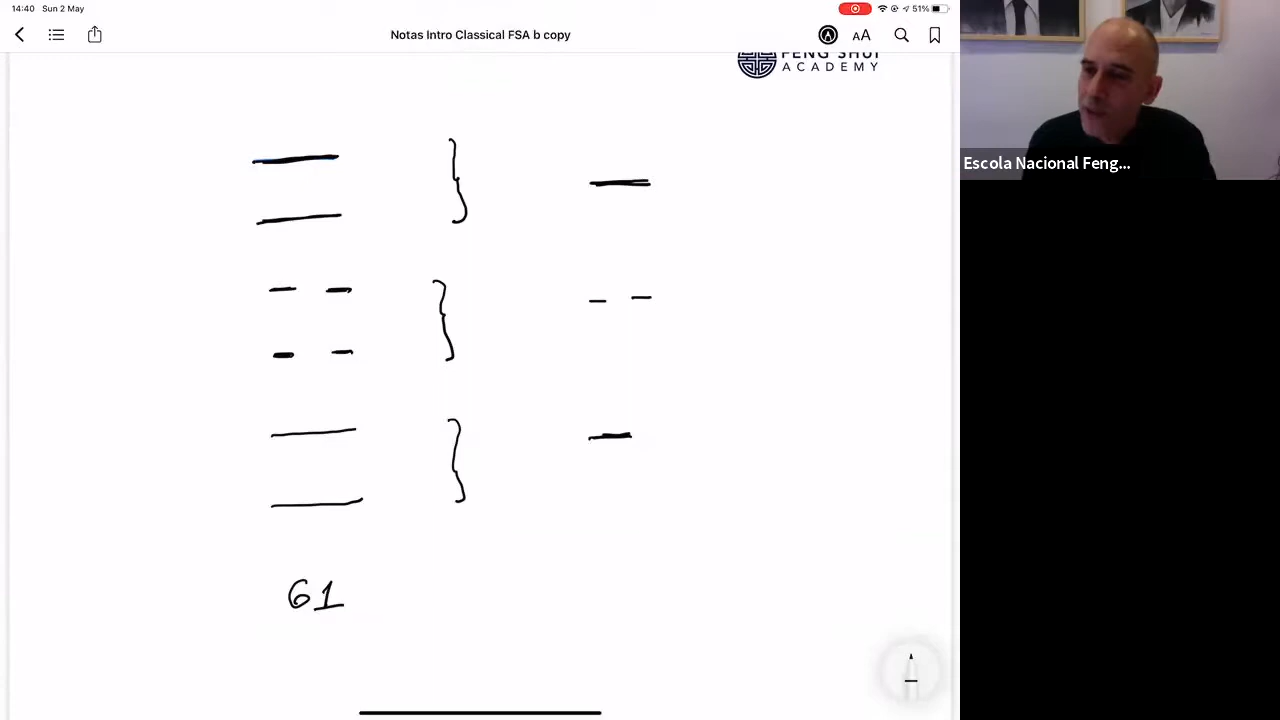 14:40 Sun 2 May
51%
Notas Intro Classical FSA b copy
AA
FENG SHUI
ACADEMY
Escola Nacional Feng...
61